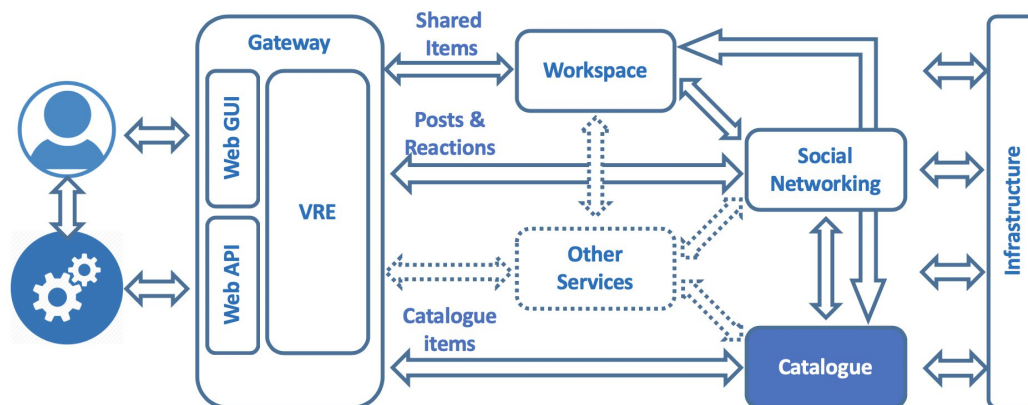 Gateway
Web GUI
Web API
VRE
Shared
Items
Workspace
Posts &
Reactions
Social
Networking
Other
Services
Catalogue
items
Catalogue
Infrastructure